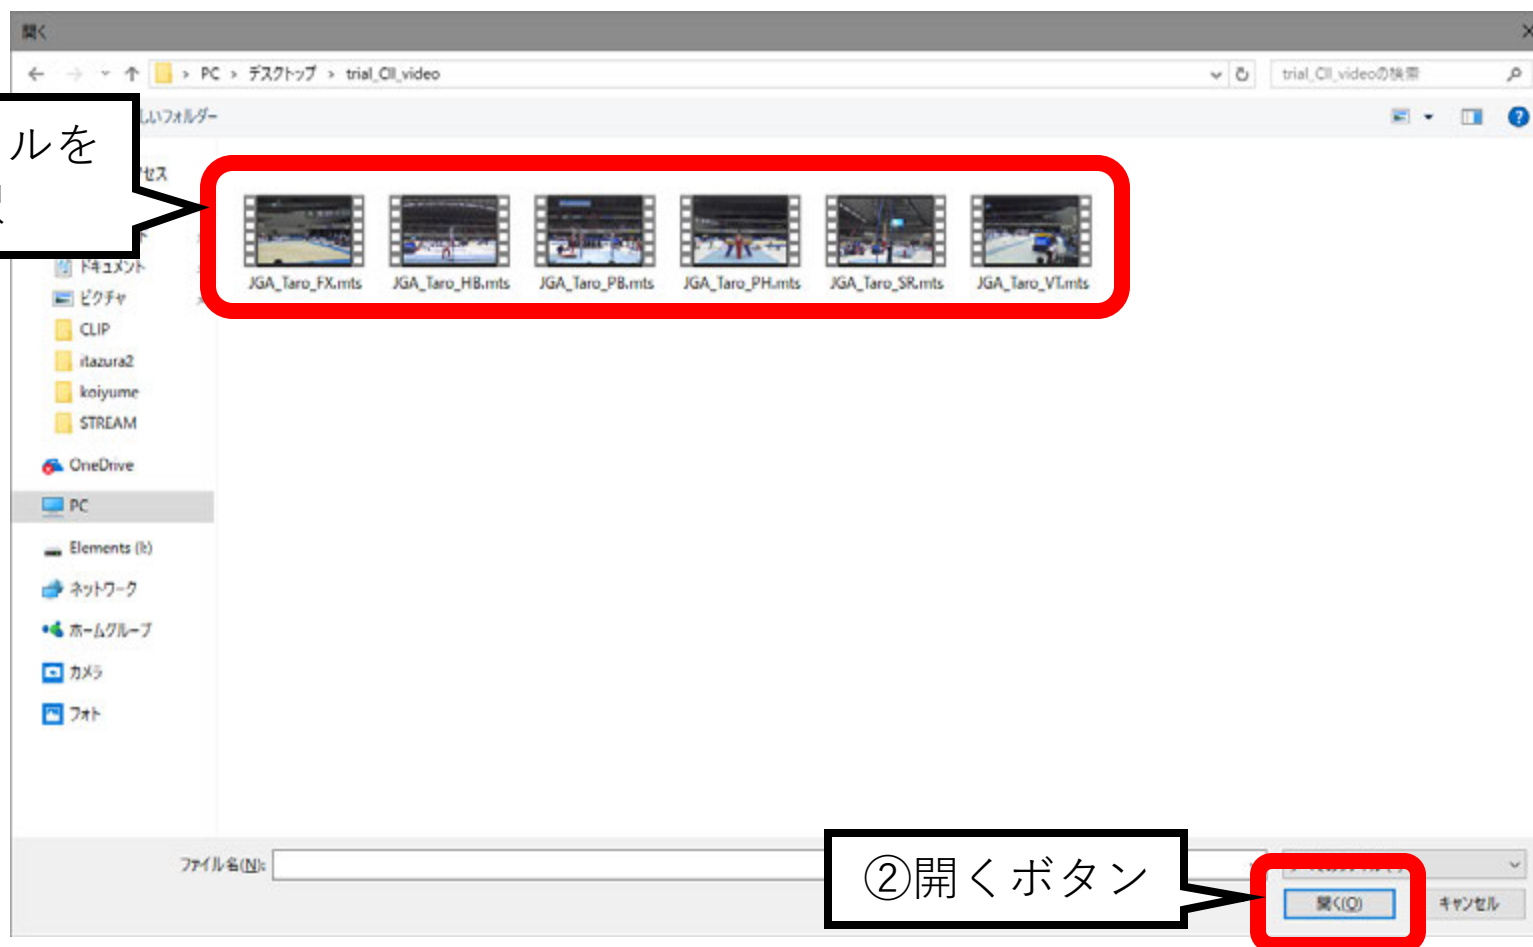 開く
PC > デスクトップ > trial_CII_video
trial_CII_videoの検索
しいフォルダー
ルを
セス
JGA_Taro_FX.mts
JGA_Taro_HB.mts
JGA_Taro_PB.mts
JGA_Taro_PH.mts
JGA_Taro_SR.mts
JGA_Taro_VT.mts
ドキュメント
ピクチャ
CLIP
itazura2
koiyume
STREAM
OneDrive
PC
Elements (I:)
ネットワーク
ホームグループ
カメラ
フォト
ファイル名(N):
②開くボタン
開く(O)
キャンセル